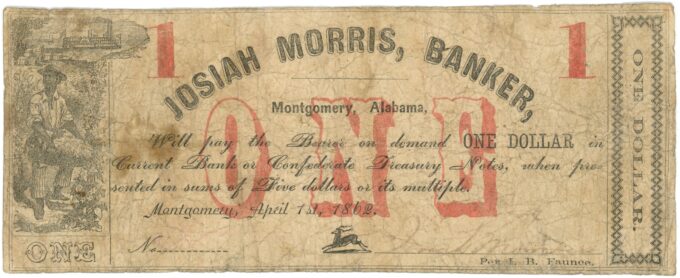 1
1
JOSIAH MORRIS, BANKER,
Montgomery, Alabama,
Will pay the Bearer on demand ONE DOLLAR in
Current Bank or Confederate Treasury Notes, when pre-
sented in sums of Five dollars or its multiple.
Montgomery, April 1st, 1862.
ONE
No.
Per I. B. Faunce.
ONE
ONE DOLLAR.